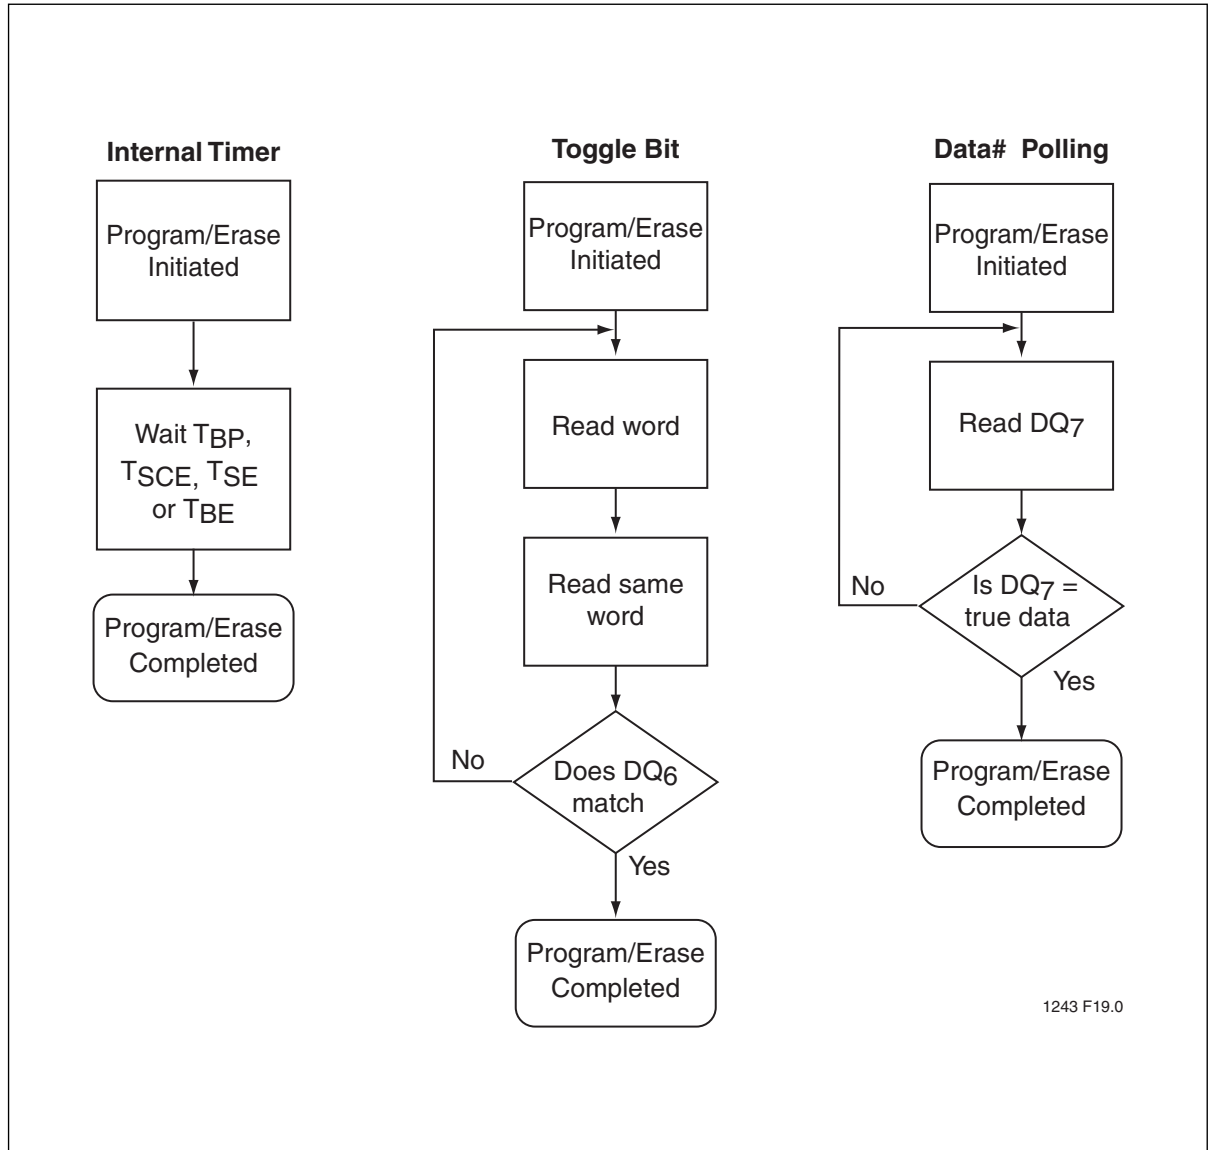 Internal Timer
Program/Erase
Initiated
Wait TBP,
TSCE, TSE
or TBE
Program/Erase
Completed
Toggle Bit
Program/Erase
Initiated
Read word
Read same
word
Does DQ6
match
No
Yes
Program/Erase
Completed
Data# Polling
Program/Erase
Initiated
Read DQ7
Is DQ7 =
true data
No
Yes
Program/Erase
Completed
1243 F19.0